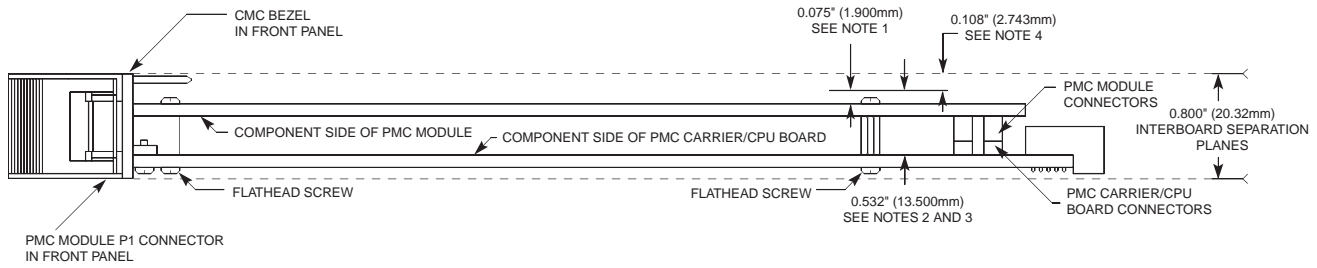 CMC BEZEL
IN FRONT PANEL
0.075" (1.900mm)
SEE NOTE 1
0.108" (2.743mm)
SEE NOTE 4
PMC MODULE
CONNECTORS
0.800" (20.32mm)
INTERBOARD SEPARATION
PLANES
COMPONENT SIDE OF PMC MODULE
COMPONENT SIDE OF PMC CARRIER/CPU BOARD
FLATHEAD SCREW
FLATHEAD SCREW
0.532" (13.500mm)
SEE NOTES 2 AND 3
PMC CARRIER/CPU
BOARD CONNECTORS
PMC MODULE P1 CONNECTOR
IN FRONT PANEL